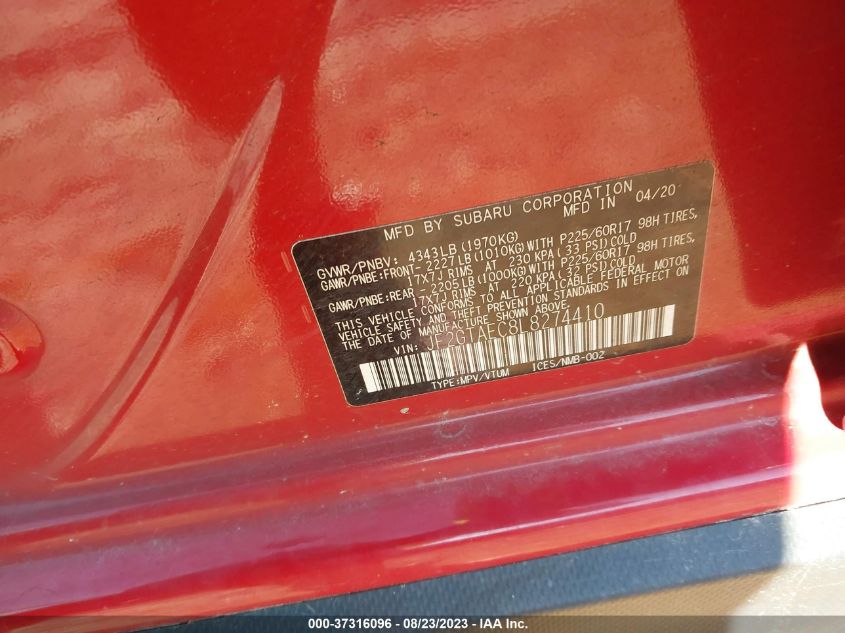 MFD BY SUBARU CORPORATION
MFD IN 04/20
GVWR/PNBV: 4343LB(1970KG)
GAWR/PNBE:FRONT- 2227LB(1010KG)WITH P225/60R17 98H TIRES,
17X7J RIMS AT 230 KPA( 33 PSI)COLD
GAWR/PNBE:REAR - 2205LB(1000KG)WITH P225/60R17 98H TIRES,
17X7J RIMS AT 220 KPA( 32 PSI)COLD
THIS VEHICLE CONFORMS TO ALL APPLICABLE FEDERAL MOTOR
VEHICLE SAFETY AND THEFT PREVENTION STANDARDS IN EFFECT ON
THE DATE OF MANUFACTURE SHOWN ABOVE.
VIN: JF2GTAEC8L8274410
TYPE:MPV/VTUM ICES/NMB-002
000-37316096 - 08/23/2023 - IAA Inc.